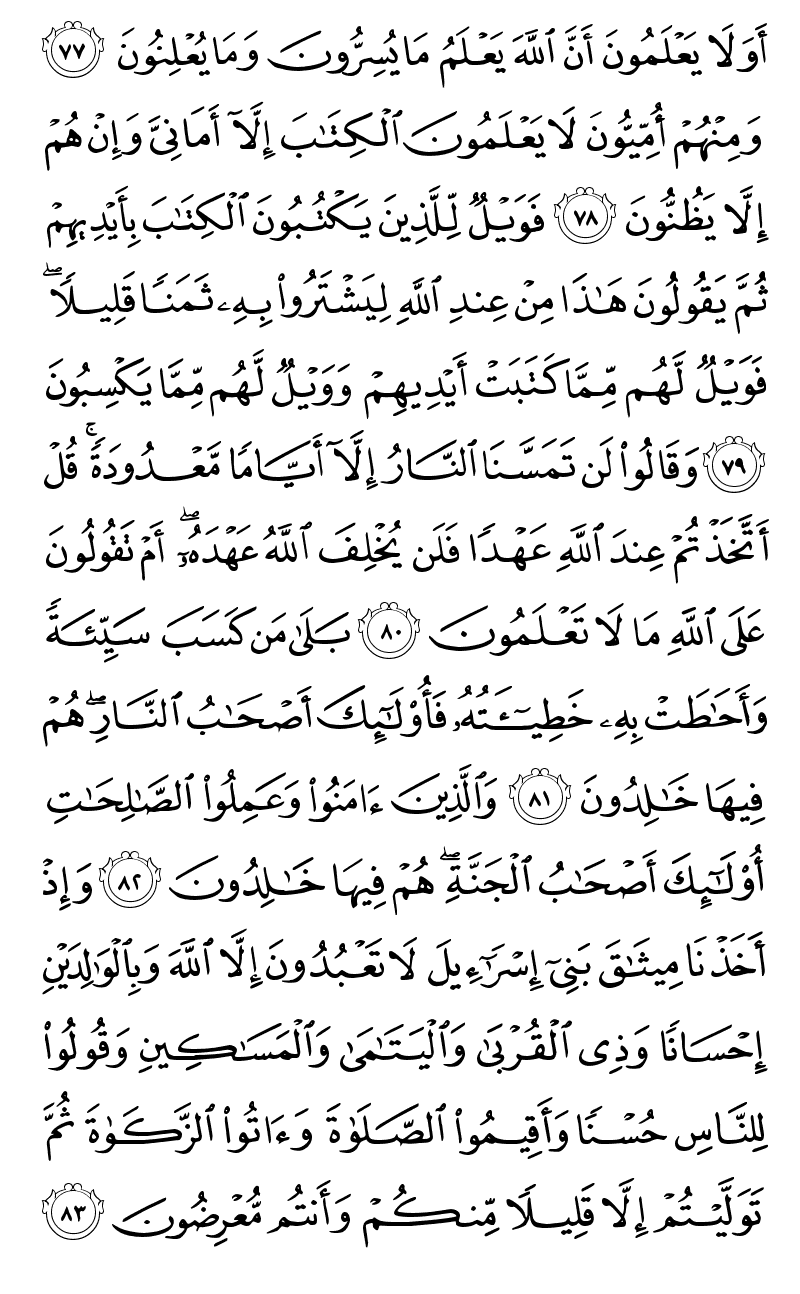 أَوَلَا يَعْلَمُونَ أَنَّ ٱللَّهَ يَعْلَمُ مَا يُسِرُّونَ وَمَا يُعْلِنُونَ ٧٧
وَمِنْهُمْ أُمِّيُّونَ لَا يَعْلَمُونَ ٱلْكِتَٰبَ إِلَّآ أَمَانِىَّ وَإِنْ هُمْ
إِلَّا يَظُنُّونَ ٧٨ فَوَيْلٌ لِّلَّذِينَ يَكْتُبُونَ ٱلْكِتَٰبَ بِأَيْدِيهِمْ
ثُمَّ يَقُولُونَ هَٰذَا مِنْ عِندِ ٱللَّهِ لِيَشْتَرُوا۟ بِهِۦ ثَمَنًا قَلِيلًا ۖ
فَوَيْلٌ لَّهُم مِّمَّا كَتَبَتْ أَيْدِيهِمْ وَوَيْلٌ لَّهُم مِّمَّا يَكْسِبُونَ
٧٩ وَقَالُوا۟ لَن تَمَسَّنَا ٱلنَّارُ إِلَّآ أَيَّامًا مَّعْدُودَةً ۚ قُلْ
أَتَّخَذْتُمْ عِندَ ٱللَّهِ عَهْدًا فَلَن يُخْلِفَ ٱللَّهُ عَهْدَهُۥٓ ۖ أَمْ تَقُولُونَ
عَلَى ٱللَّهِ مَا لَا تَعْلَمُونَ ٨٠ بَلَىٰ مَن كَسَبَ سَيِّئَةً
وَأَحَٰطَتْ بِهِۦ خَطِيٓـَٔتُهُۥ فَأُو۟لَٰٓئِكَ أَصْحَٰبُ ٱلنَّارِ ۖ هُمْ
فِيهَا خَٰلِدُونَ ٨١ وَٱلَّذِينَ ءَامَنُوا۟ وَعَمِلُوا۟ ٱلصَّٰلِحَٰتِ
أُو۟لَٰٓئِكَ أَصْحَٰبُ ٱلْجَنَّةِ ۖ هُمْ فِيهَا خَٰلِدُونَ ٨٢ وَإِذْ
أَخَذْنَا مِيثَٰقَ بَنِىٓ إِسْرَٰٓءِيلَ لَا تَعْبُدُونَ إِلَّا ٱللَّهَ وَبِٱلْوَٰلِدَيْنِ
إِحْسَانًا وَذِى ٱلْقُرْبَىٰ وَٱلْيَتَٰمَىٰ وَٱلْمَسَٰكِينِ وَقُولُوا۟
لِلنَّاسِ حُسْنًا وَأَقِيمُوا۟ ٱلصَّلَوٰةَ وَءَاتُوا۟ ٱلزَّكَوٰةَ ثُمَّ
تَوَلَّيْتُمْ إِلَّا قَلِيلًا مِّنكُمْ وَأَنتُم مُّعْرِضُونَ ٨٣